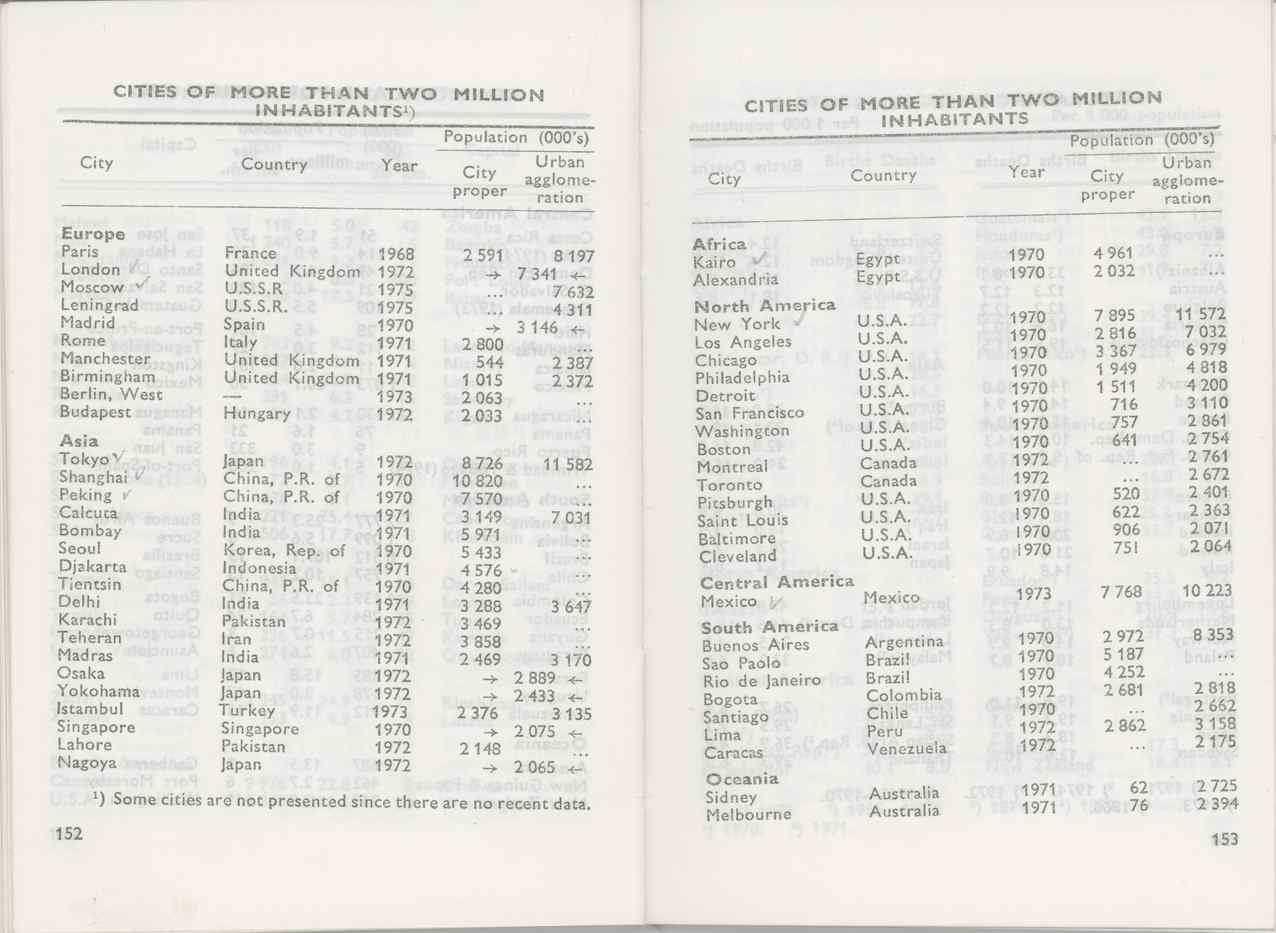 CITIES OF MORE THAN TWO MILLION
INHABITANTS¹)
Population (000's)
City Country Year City proper Urban agglome-ration
Europe
Paris France 1968 2 591 8 197
London United Kingdom 1972 → 7 341 ←
Moscow U.S.S.R. 1975 ... 7 632
Leningrad U.S.S.R. 1975 ... 4 311
Madrid Spain 1970 → 3 146 ←
Rome Italy 1971 2 800 ...
Manchester United Kingdom 1971 544 2 387
Birmingham United Kingdom 1971 1 015 2 372
Berlin, West — 1973 2 063 ...
Budapest Hungary 1972 2 033 ...
Asia
Tokyo Japan 1972 8 726 11 582
Shanghai China, P.R. of 1970 10 820 ...
Peking China, P.R. of 1970 7 570 ...
Calcuta India 1971 3 149 7 031
Bombay India 1971 5 971 ...
Seoul Korea, Rep. of 1970 5 433 ...
Djakarta Indonesia 1971 4 576 ...
Tientsin China, P.R. of 1970 4 280 ...
Delhi India 1971 3 288 3 647
Karachi Pakistan 1972 3 469 ...
Teheran Iran 1972 3 858 ...
Madras India 1971 2 469 3 170
Osaka Japan 1972 → 2 889 ←
Yokohama Japan 1972 → 2 433 ←
Istambul Turkey 1973 2 376 3 135
Singapore Singapore 1970 → 2 075 ←
Lahore Pakistan 1972 2 148 ...
Nagoya Japan 1972 → 2 065 ←
¹) Some cities are not presented since there are no recent data.
152
CITIES OF MORE THAN TWO MILLION
INHABITANTS
Population (000's)
City Country Year City proper Urban agglome-ration
Africa
Kairo Egypt 1970 4 961 ...
Alexandria Egypt 1970 2 032 ...
North America
New York U.S.A. 1970 7 895 11 572
Los Angeles U.S.A. 1970 2 816 7 032
Chicago U.S.A. 1970 3 367 6 979
Philadelphia U.S.A. 1970 1 949 4 818
Detroit U.S.A. 1970 1 511 4 200
San Francisco U.S.A. 1970 716 3 110
Washington U.S.A. 1970 757 2 861
Boston U.S.A. 1970 641 2 754
Montreal Canada 1972 ... 2 761
Toronto Canada 1972 ... 2 672
Pitsburgh U.S.A. 1970 520 2 401
Saint Louis U.S.A. 1970 622 2 363
Baltimore U.S.A. 1970 906 2 071
Cleveland U.S.A. 1970 751 2 064
Central America
Mexico Mexico 1973 7 768 10 223
South America
Buenos Aires Argentina 1970 2 972 8 353
Sao Paolo Brazil 1970 5 187 ...
Rio de Janeiro Brazil 1970 4 252 ...
Bogota Colombia 1972 2 681 2 818
Santiago Chile 1970 ... 2 662
Lima Peru 1972 2 862 3 158
Caracas Venezuela 1972 ... 2 175
Oceania
Sidney Australia 1971 62 2 725
Melbourne Australia 1971 76 2 394
153